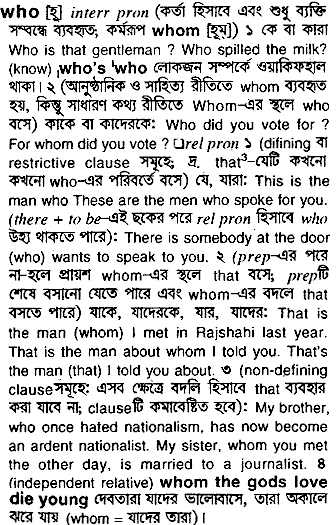 who [হূ] interr pron (কর্তা হিসাবে এবং শুধু ব্যক্তি
সম্বন্ধে ব্যবহৃত; কর্মরূপ whom [হূম্]) ১ কে বা কারা
Who is that gentleman ? Who spilled the milk?
(know) ˌwho's ˈwho লোকজন সম্পর্কে ওয়াকিফহাল
থাকা। ২ (আনুষ্ঠানিক ও সাহিত্য রীতিতে whom ব্যবহৃত
হয়, কিন্তু সাধারণ কথ্য রীতিতে Whom-এর স্থলে who
বসে) কাকে বা কাদেরকে: Who did you vote for ?
For whom did you vote ? ❑rel pron ১ (difining বা
restrictive clause সমূহে; দ্র. that³-যেটি কখনো
কখনো who-এর পরিবর্তে বসে) যে, যারা: This is the
man who These are the men who spoke for you.
(there + to be-এই ছকের পরে rel pron হিসাবে who
উহ্য থাকতে পারে): There is somebody at the door
(who) wants to speak to you. ২ (prep-এর পরে
না-হলে প্রায়শ whom-এর স্থলে that বসে; prepটি
শেষে বসানো যেতে পারে এবং whom-এর বদলে that
বসতে পারে) যাকে, যাদেরকে, যার, যাদের: That is
the man (whom) I met in Rajshahi last year.
That is the man about whom I told you. That's
the man (that) I told you about. ৩ (non-defining
clauseসমূহে: এসব ক্ষেত্রে বদলি হিসাবে that ব্যবহার
করা যাবে না; clauseটি কমাবেষ্টিত হবে): My brother,
who once hated nationalism, has now become
an ardent nationalist. My sister, whom you met
the other day, is married to a journalist. ৪
(independent relative) whom the gods love
die young দেবতারা যাদের ভালোবাসে, তারা অকালে
ঝরে যায় (whom = যাদের তারা)।